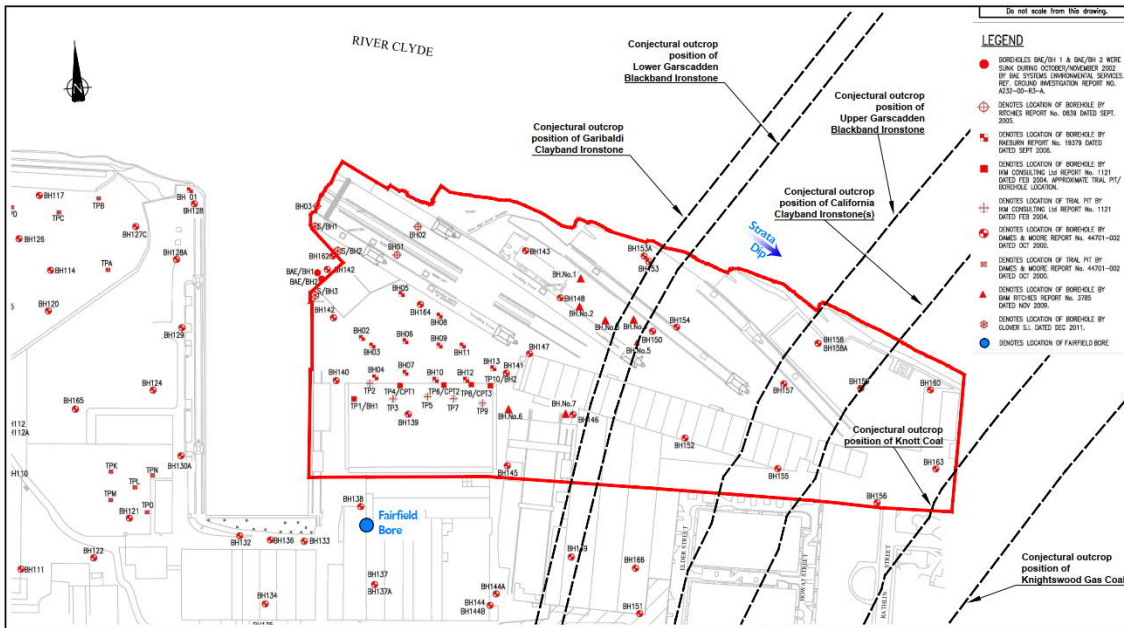 Do not scale from this drawing.
LEGEND
BOREHOLES BAE/BH 1 & BAE/BH 2 WERE
SUNK DURING OCTOBER/NOVEMBER 2002
BY BAE SYSTEMS ENVIRONMENTAL SERVICES.
REF. GROUND INVESTIGATION REPORT NO.
A232-00-R3-A.
DENOTES LOCATION OF BOREHOLE BY
RITCHIES REPORT No. 0839 DATED SEPT.
2005.
DENOTES LOCATION OF BOREHOLE BY
RAEBURN REPORT No. 19379 DATED
DATED SEPT 2006.
DENOTES LOCATION OF BOREHOLE BY
IKM CONSULTING Ltd REPORT No. 1121
DATED FEB 2004. APPROXIMATE TRIAL PIT/
BOREHOLE LOCATION.
DENOTES LOCATION OF TRIAL PIT BY
IKM CONSULTING Ltd REPORT No. 1121
DATED FEB 2004.
DENOTES LOCATION OF BOREHOLE BY
DAMES & MOORE REPORT No. 44701-002
DATED OCT 2000.
DENOTES LOCATION OF TRIAL PIT BY
DAMES & MOORE REPORT No. 44701-002
DATED OCT 2000.
DENOTES LOCATION OF BOREHOLE BY
BAM RITCHIES REPORT No. 3785
DATED NOV 2009.
DENOTES LOCATION OF BOREHOLE BY
GLOVER S.I. DATED DEC 2011.
DENOTES LOCATION OF FAIRFIELD BORE
RIVER CLYDE
N
Conjectural outcrop
position of
Lower Garscadden
Blackband Ironstone
Conjectural outcrop
position of
Upper Garscadden
Blackband Ironstone
Conjectural outcrop
position of Garibaldi
Clayband Ironstone
Conjectural outcrop
position of California
Clayband Ironstone(s)
Strata
Dip
Conjectural outcrop
position of Knott Coal
Conjectural outcrop
position of
Knightswood Gas Coal
Fairfield
Bore
BH117
TPC
TPB
BH 01
BH128
BH126
BH127C
BH114
TPA
BH128A
BH120
BH129
BH124
BH165
BH112
BH112A
BH110
TPK
TPN
TPL
TPM
TPO
BH121
BH130A
BH122
BH111
BH132
BH136
BH133
BH134
BH03
S/BH1
BH02
S/BH2
BH01
BH162
BH142
BAE/BH1
BAE/BH2
S/BH3
BH142
BH05
BH164
BH08
BH02
BH03
BH06
BH09
BH11
BH147
BH143
BH.No.1
BH148
BH.No.2
BH.No.5
BH150
BH153A
BH153
BH154
BH158
BH158A
BH157
BH159
BH160
BH163
BH13
BH141
BH140
BH04
BH07
BH10
BH12
TP10/BH2
TP2
TP4/CPT1
TP6/CPT2
TP8/CPT3
TP1/BH1
TP3
TP5
TP7
TP9
BH139
BH.No.6
BH.No.7
BH146
BH145
BH152
BH155
BH156
BH138
BH137
BH137A
BH144A
BH144
BH144B
BH149
BH166
BH151
ELDER STREET
HOWAT STREET
RATHLIN STREET